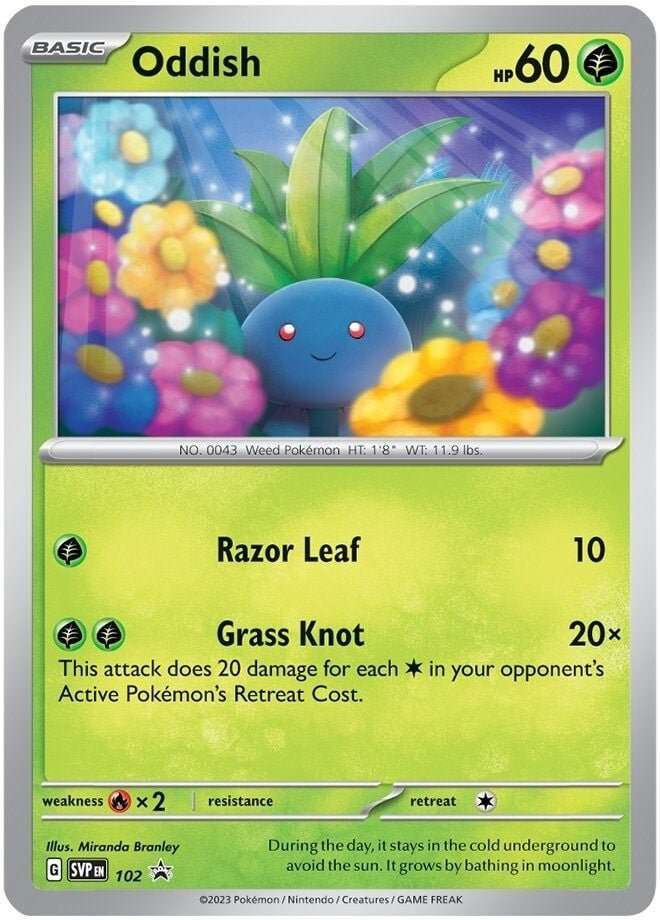 BASIC Oddish HP60
NO. 0043 Weed Pokémon HT: 1'8" WT: 11.9 lbs.
Razor Leaf 10
Grass Knot 20×
This attack does 20 damage for each in your opponent's
Active Pokémon's Retreat Cost.
weakness ×2 resistance retreat
Illus. Miranda Branley
During the day, it stays in the cold underground to
avoid the sun. It grows by bathing in moonlight.
G SVP EN 102
©2023 Pokémon / Nintendo / Creatures / GAME FREAK